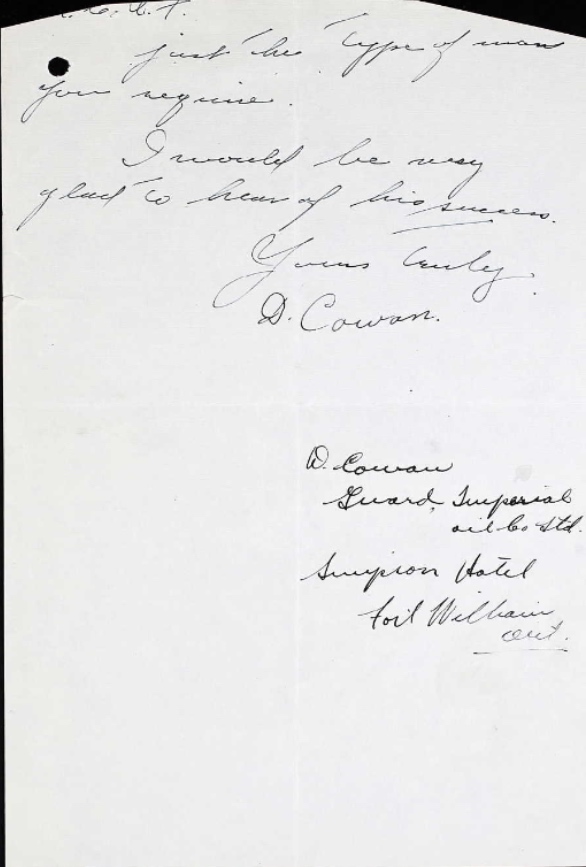 just the type of man
you require.
I would be very
glad to hear of his success.
Yours truly.
D. Cowan.
D. Cowan
Guard, Imperial
oil Co Ltd.
Simpson Hotel
Fort William
Ont.